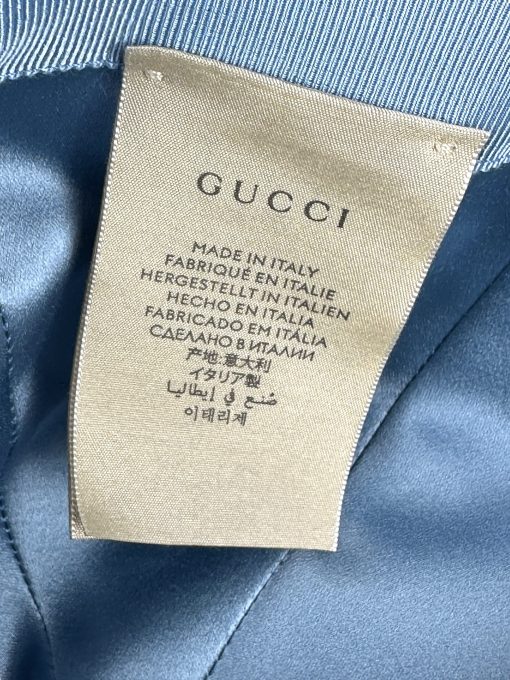 GUCCI
MADE IN ITALY
FABRIQUÉ EN ITALIE
HERGESTELLT IN ITALIEN
HECHO EN ITALIA
FABRICADO EM ITÁLIA
СДЕЛАНО В ИТАЛИИ
产地:意大利
イタリア製
صُنع في إيطاليا
이태리제